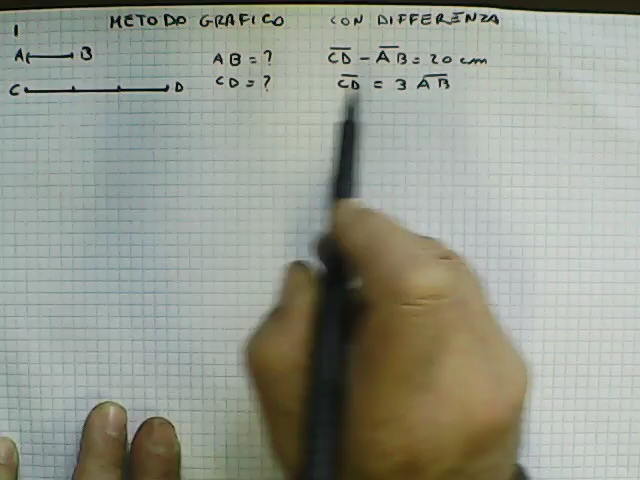 1 METODO GRAFICO CON DIFFERENZA
A B AB = ? CD - AB = 20 cm
C D CD = ? CD = 3 AB